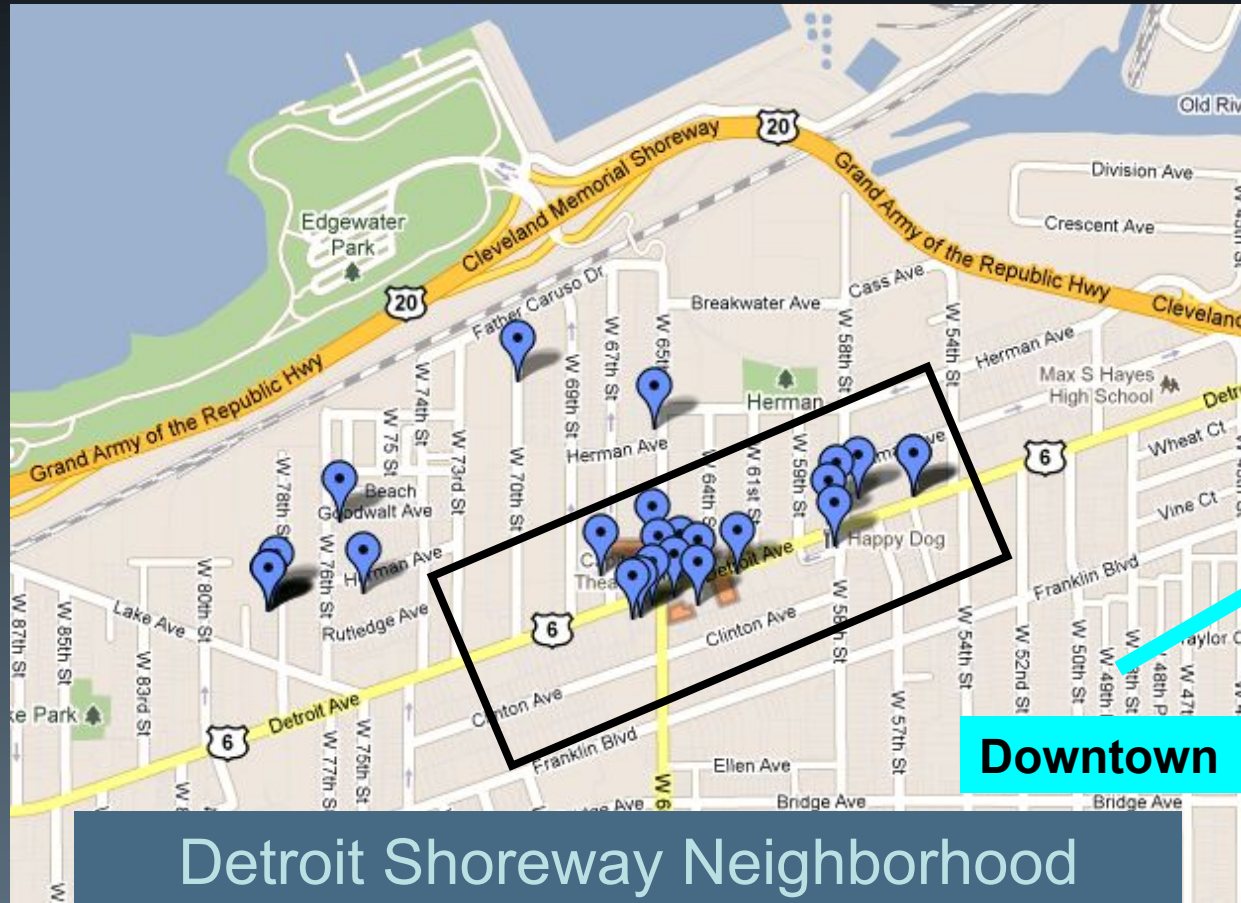 Old Riv
20
Division Ave
Cleveland Memorial Shoreway
Edgewater
Park
Crescent Ave
Grand Army of the Republic Hwy
Father Caruso Dr
Cass Ave
20
Breakwater Ave
Cleveland
W 54th St
W 58th St
W 65th
W 67th St
W 69th St
W 74th St
Herman Ave
Max S Hayes
High School
Grand Army of the Republic Hwy
Herman
Detro
W 75 St
W 73rd St
W 70th St
Herman Ave
W 64th
W 61st St
W 59th St
Wheat Ct
6
W 78th S
Beach
Goodwalt Ave
Vine Ct
Happy Dog
Detroit Ave
Herman Ave
W 76th St
W 80th St
Lake Ave
Rutledge Ave
Franklin Blvd
6
Clinton Ave
W 58th St
W 87th St
W 85th St
W 83rd St
W 54th St
W 52nd St
W 50th St
W 49th
W 48th P
W 47t
Clinton Ave
Detroit Ave
6
W 77th S
W 75th St
Franklin Blvd
W 57th St
Ellen Ave
Downtown
W 6
Bridge Ave
Bridge Ave
Detroit Shoreway Neighborhood